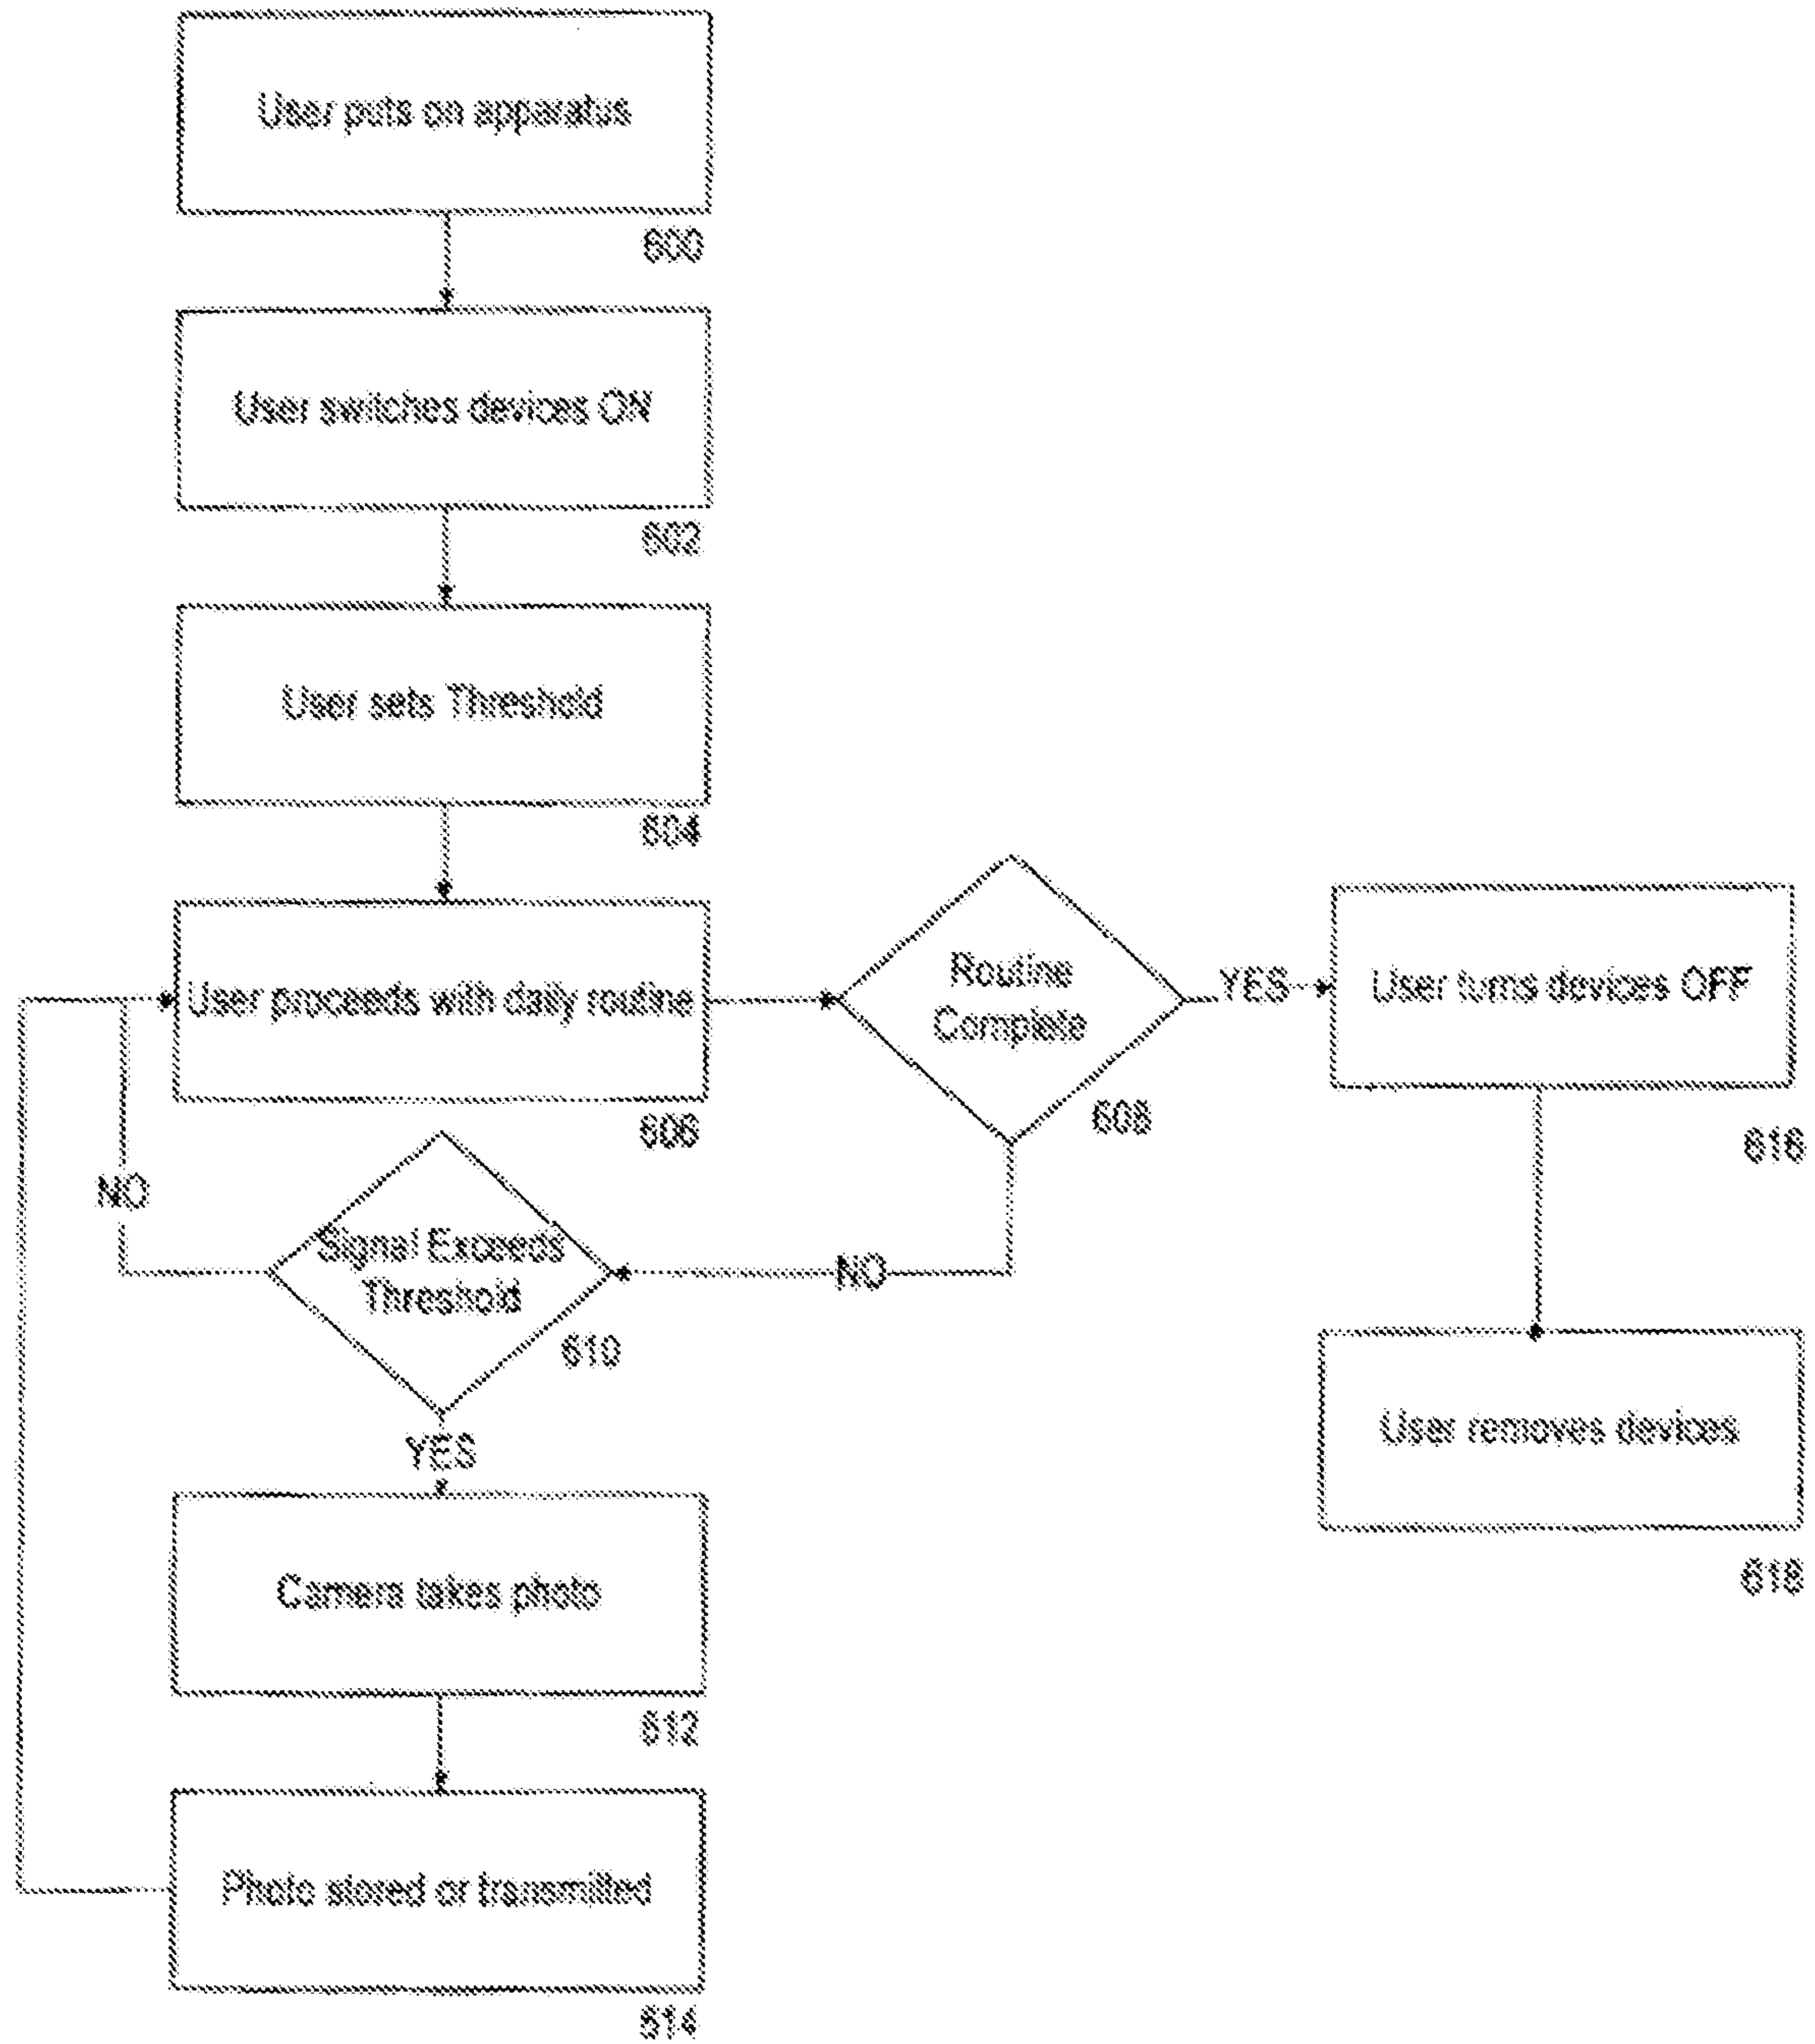 User puts on apparatus
600
User switches devices ON
602
User sets Threshold
604
User proceeds with daily routine
606
Routine
Complete
608
YES
User turns devices OFF
616
NO
NO
Signal Exceeds
Threshold
610
YES
User removes devices
618
Camera takes photo
612
Photo stored or transmitted
614